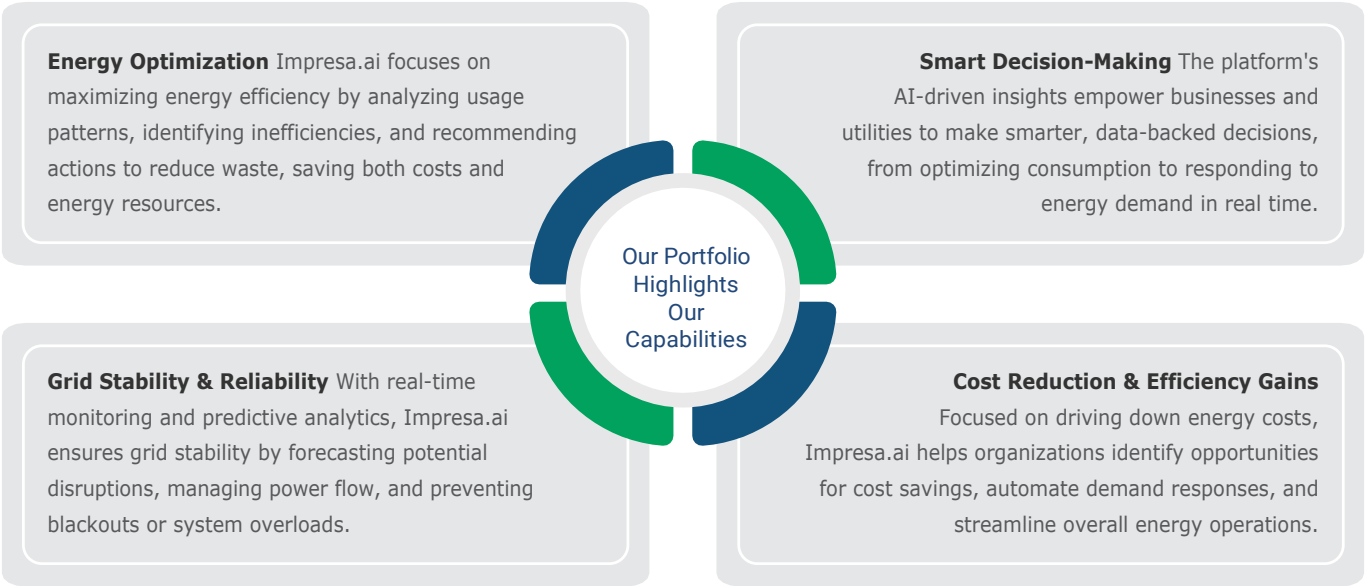 Energy Optimization Impresa.ai focuses on
maximizing energy efficiency by analyzing usage
patterns, identifying inefficiencies, and recommending
actions to reduce waste, saving both costs and
energy resources.
Smart Decision-Making The platform's
AI-driven insights empower businesses and
utilities to make smarter, data-backed decisions,
from optimizing consumption to responding to
energy demand in real time.
Our Portfolio
Highlights
Our
Capabilities
Grid Stability & Reliability With real-time
monitoring and predictive analytics, Impresa.ai
ensures grid stability by forecasting potential
disruptions, managing power flow, and preventing
blackouts or system overloads.
Cost Reduction & Efficiency Gains
Focused on driving down energy costs,
Impresa.ai helps organizations identify opportunities
for cost savings, automate demand responses, and
streamline overall energy operations.